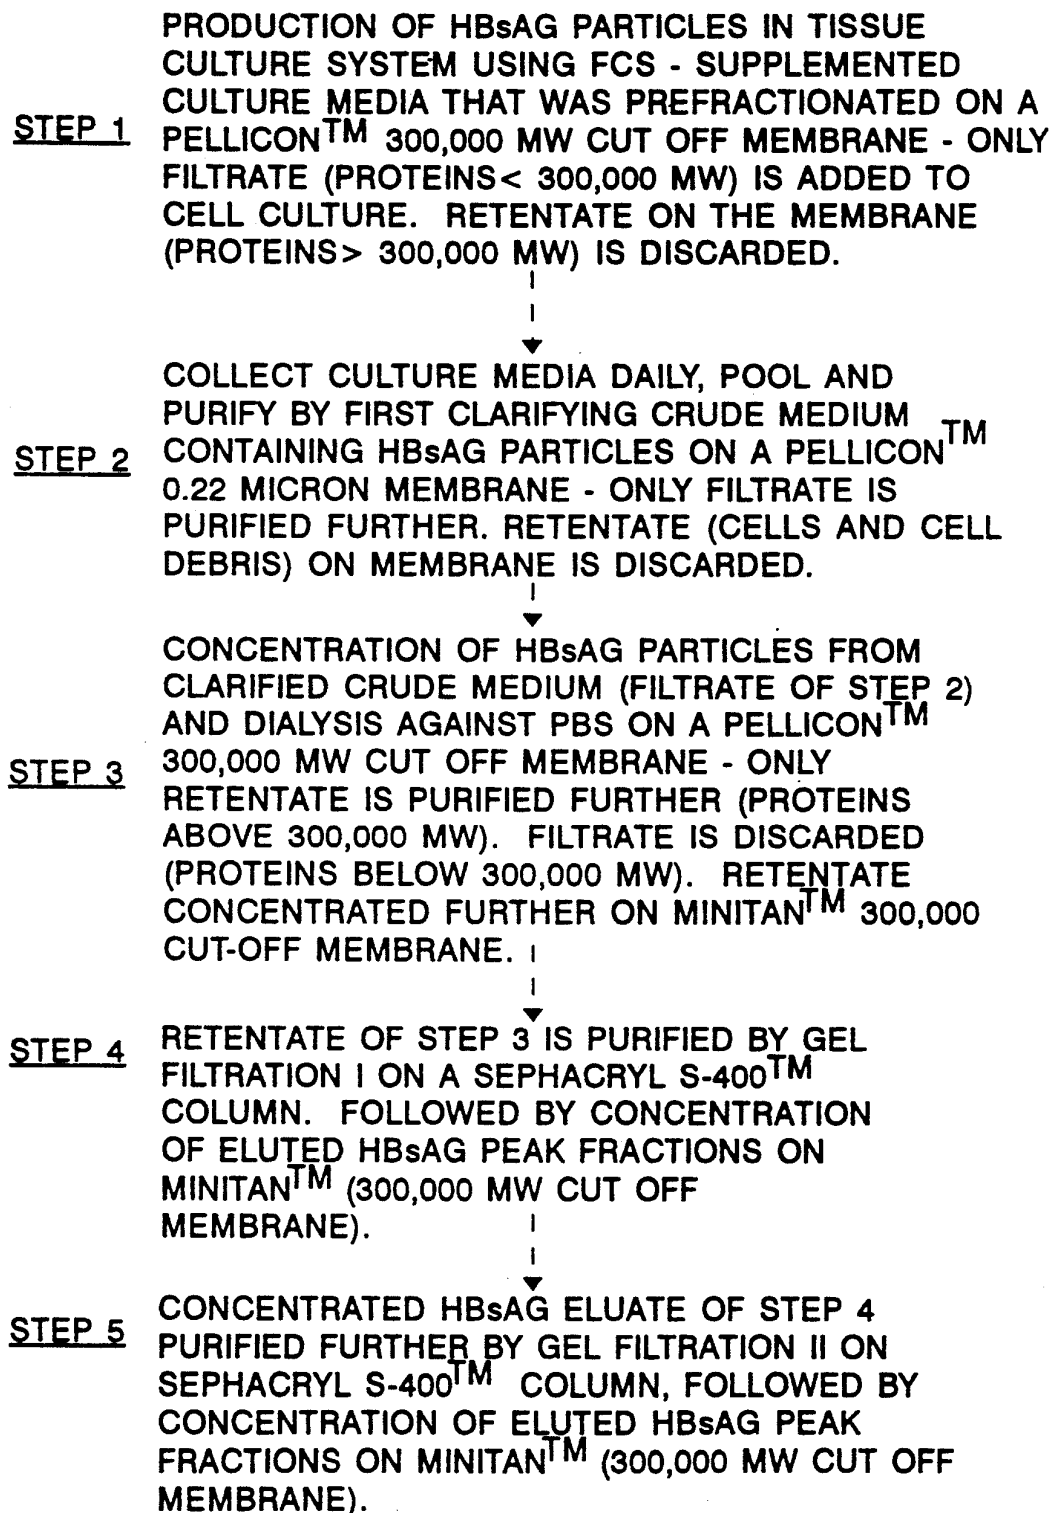 PRODUCTION OF HBsAG PARTICLES IN TISSUE
CULTURE SYSTEM USING FCS - SUPPLEMENTED
CULTURE MEDIA THAT WAS PREFRACTIONATED ON A
STEP 1 PELLICON™ 300,000 MW CUT OFF MEMBRANE - ONLY
FILTRATE (PROTEINS< 300,000 MW) IS ADDED TO
CELL CULTURE. RETENTATE ON THE MEMBRANE
(PROTEINS> 300,000 MW) IS DISCARDED.
COLLECT CULTURE MEDIA DAILY, POOL AND
PURIFY BY FIRST CLARIFYING CRUDE MEDIUM
STEP 2 CONTAINING HBsAG PARTICLES ON A PELLICON™
0.22 MICRON MEMBRANE - ONLY FILTRATE IS
PURIFIED FURTHER. RETENTATE (CELLS AND CELL
DEBRIS) ON MEMBRANE IS DISCARDED.
CONCENTRATION OF HBsAG PARTICLES FROM
CLARIFIED CRUDE MEDIUM (FILTRATE OF STEP 2)
AND DIALYSIS AGAINST PBS ON A PELLICON™
STEP 3 300,000 MW CUT OFF MEMBRANE - ONLY
RETENTATE IS PURIFIED FURTHER (PROTEINS
ABOVE 300,000 MW). FILTRATE IS DISCARDED
(PROTEINS BELOW 300,000 MW). RETENTATE
CONCENTRATED FURTHER ON MINITAN™ 300,000
CUT-OFF MEMBRANE.
STEP 4 RETENTATE OF STEP 3 IS PURIFIED BY GEL
FILTRATION I ON A SEPHACRYL S-400™
COLUMN. FOLLOWED BY CONCENTRATION
OF ELUTED HBsAG PEAK FRACTIONS ON
MINITAN™ (300,000 MW CUT OFF
MEMBRANE).
STEP 5 CONCENTRATED HBsAG ELUATE OF STEP 4
PURIFIED FURTHER BY GEL FILTRATION II ON
SEPHACRYL S-400™ COLUMN, FOLLOWED BY
CONCENTRATION OF ELUTED HBsAG PEAK
FRACTIONS ON MINITAN™ (300,000 MW CUT OFF
MEMBRANE).